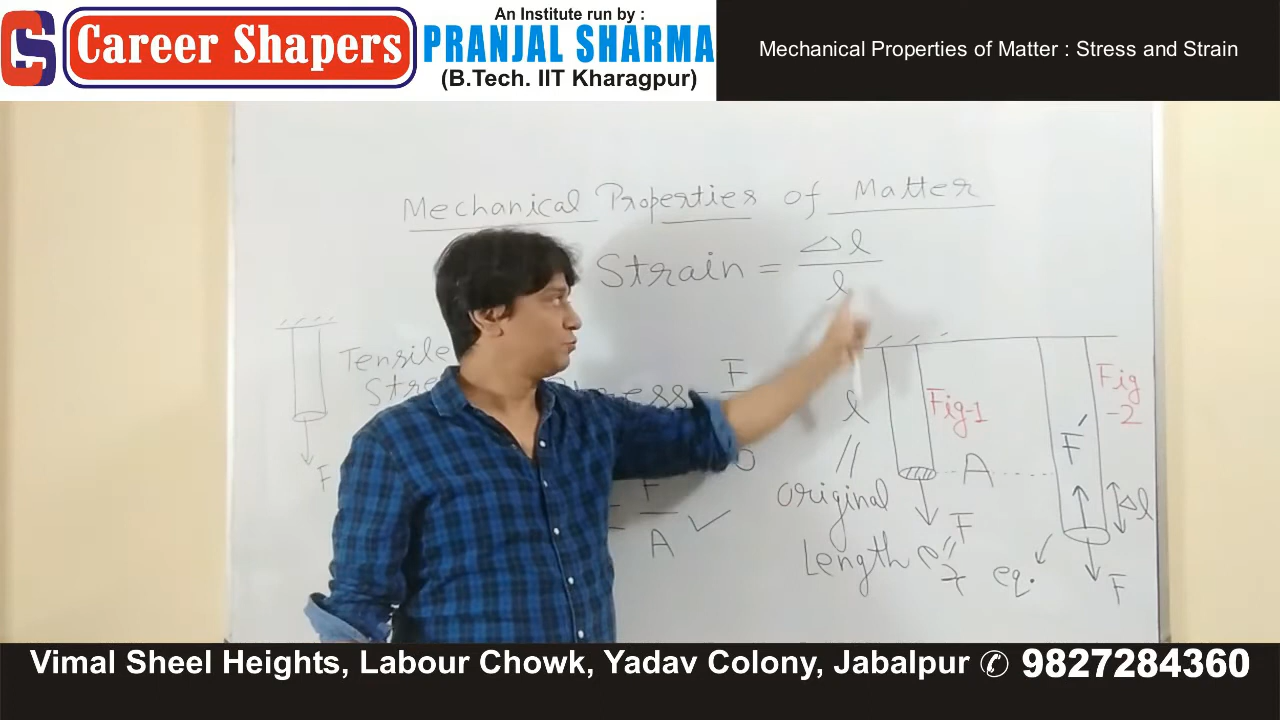 Career Shapers
An Institute run by :
PRANJAL SHARMA
(B.Tech. IIT Kharagpur)
Mechanical Properties of Matter : Stress and Strain
Mechanical Properties of Matter
Strain = Δl
l
Tensile
F
F
= F
A ✓
l
//
Original
Length
Fig-1
A
F
eq.
Fig
-2
F'
Δl
F
Vimal Sheel Heights, Labour Chowk, Yadav Colony, Jabalpur ✆ 9827284360